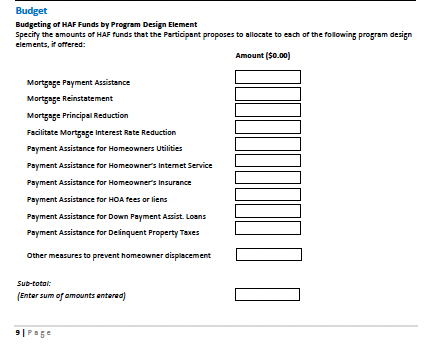 Budget
Budgeting of HAF Funds by Program Design Element
Specify the amounts of HAF funds that the Participant proposes to allocate to each of the following program design
elements, if offered:
Amount ($0.00)
Mortgage Payment Assistance
Mortgage Reinstatement
Mortgage Principal Reduction
Facilitate Mortgage Interest Rate Reduction
Payment Assistance for Homeowners Utilities
Payment Assistance for Homeowner's Internet Service
Payment Assistance for Homeowner's Insurance
Payment Assistance for HOA fees or liens
Payment Assistance for Down Payment Assist. Loans
Payment Assistance for Delinquent Property Taxes
Other measures to prevent homeowner displacement
Sub-total:
(Enter sum of amounts entered)
9 | Page